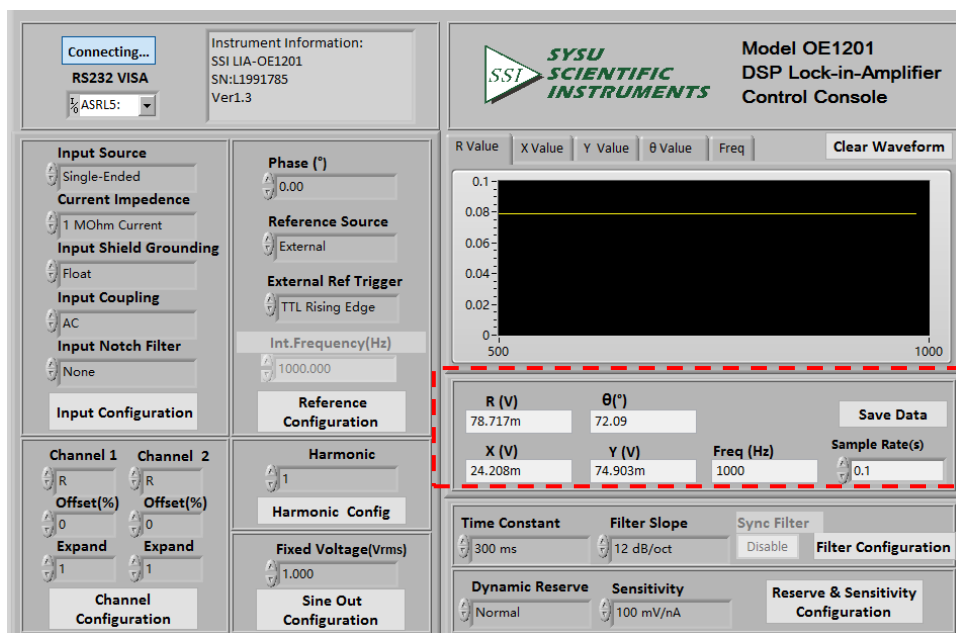 Connecting...
RS232 VISA
I/O ASRL5:
Instrument Information:
SSI LIA-OE1201
SN:L1991785
Ver1.3
SSI
SYSU
SCIENTIFIC
INSTRUMENTS
Model OE1201
DSP Lock-in-Amplifier
Control Console
Input Source
Single-Ended
Current Impedance
1 MOhm Current
Input Shield Grounding
Float
Input Coupling
AC
Input Notch Filter
None
Input Configuration
Phase (°)
0.00
Reference Source
External
External Ref Trigger
TTL Rising Edge
Int.Frequency(Hz)
1000.000
Reference
Configuration
R Value X Value Y Value θ Value Freq Clear Waveform
0.1
0.08
0.06
0.04
0.02
0
500 1000
R (V) θ(°)
78.717m 72.09 Save Data
X (V) Y (V) Freq (Hz) Sample Rate(s)
24.208m 74.903m 1000 0.1
Channel 1 Channel 2
R R
Offset(%) Offset(%)
0 0
Expand Expand
1 1
Channel
Configuration
Harmonic
1
Harmonic Config
Fixed Voltage(Vrms)
1.000
Sine Out
Configuration
Time Constant Filter Slope Sync Filter
300 ms 12 dB/oct Disable Filter Configuration
Dynamic Reserve Sensitivity
Normal 100 mV/nA
Reserve & Sensitivity
Configuration